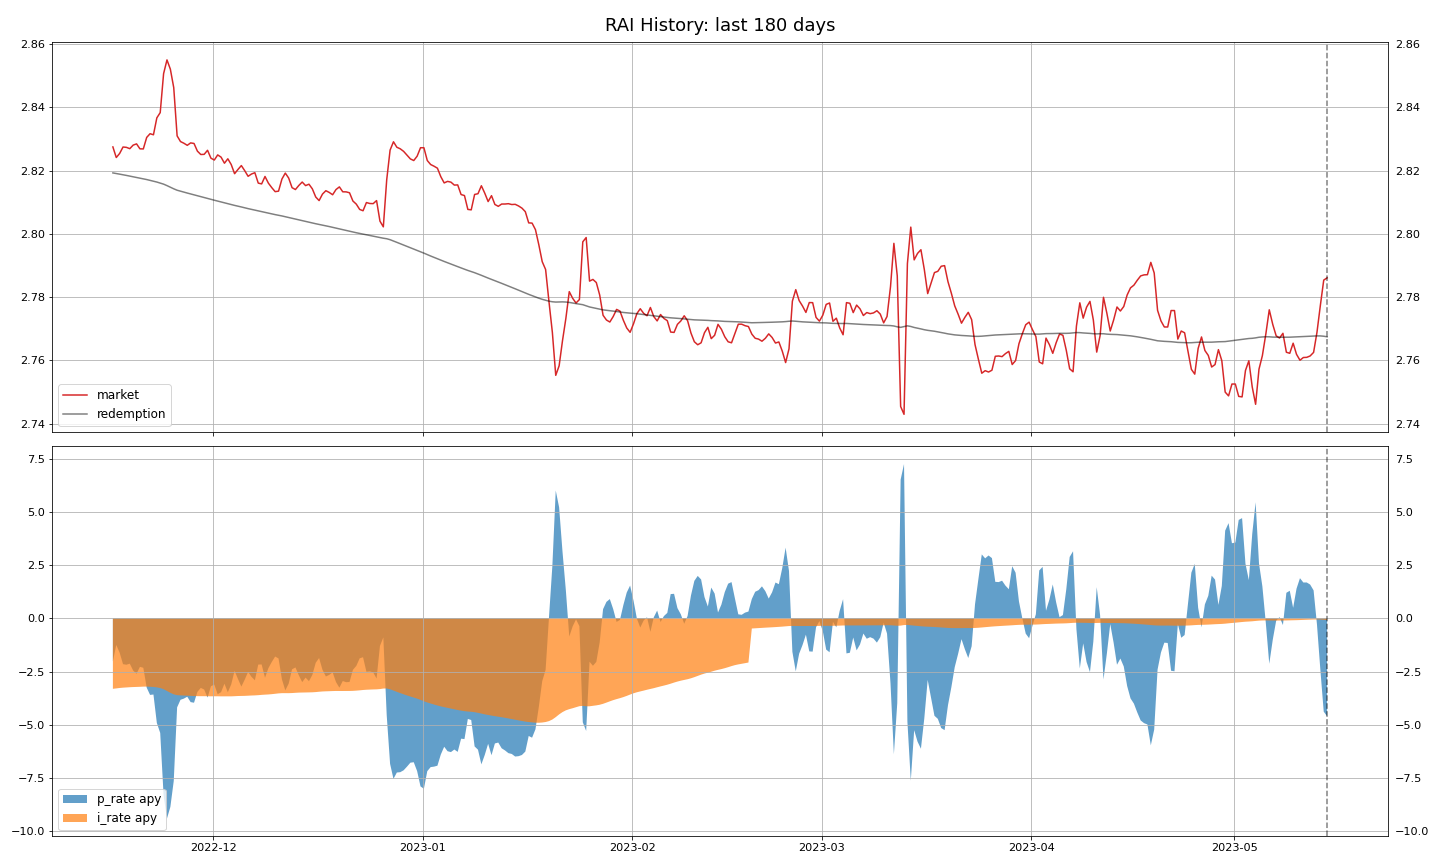 RAI History: last 180 days
2.86 2.86
2.84 2.84
2.82 2.82
2.80 2.80
2.78 2.78
2.76 2.76
market
redemption
2.74 2.74
7.5 7.5
5.0 5.0
2.5 2.5
0.0 0.0
−2.5 −2.5
−5.0 −5.0
−7.5 −7.5
p_rate apy
i_rate apy
−10.0 −10.0
2022-12 2023-01 2023-02 2023-03 2023-04 2023-05